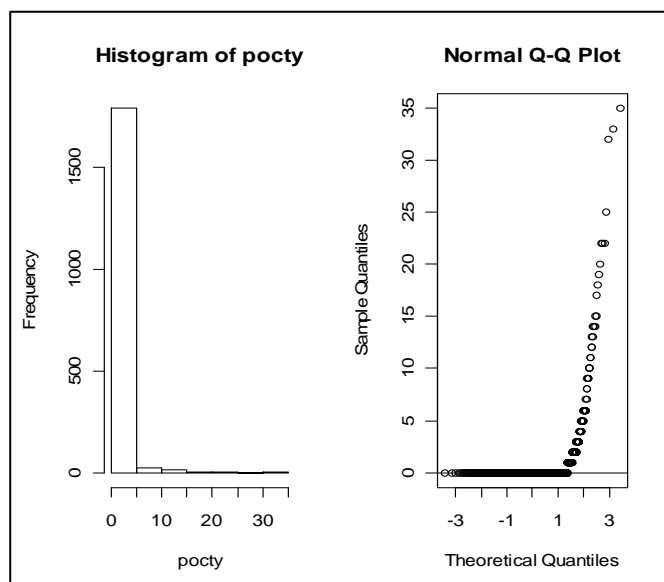 Histogram of pocty
Frequency
0 500 1000 1500
0 10 20 30
pocty
Normal Q-Q Plot
Sample Quantiles
0 5 10 15 20 25 30 35
-3 -1 1 3
Theoretical Quantiles